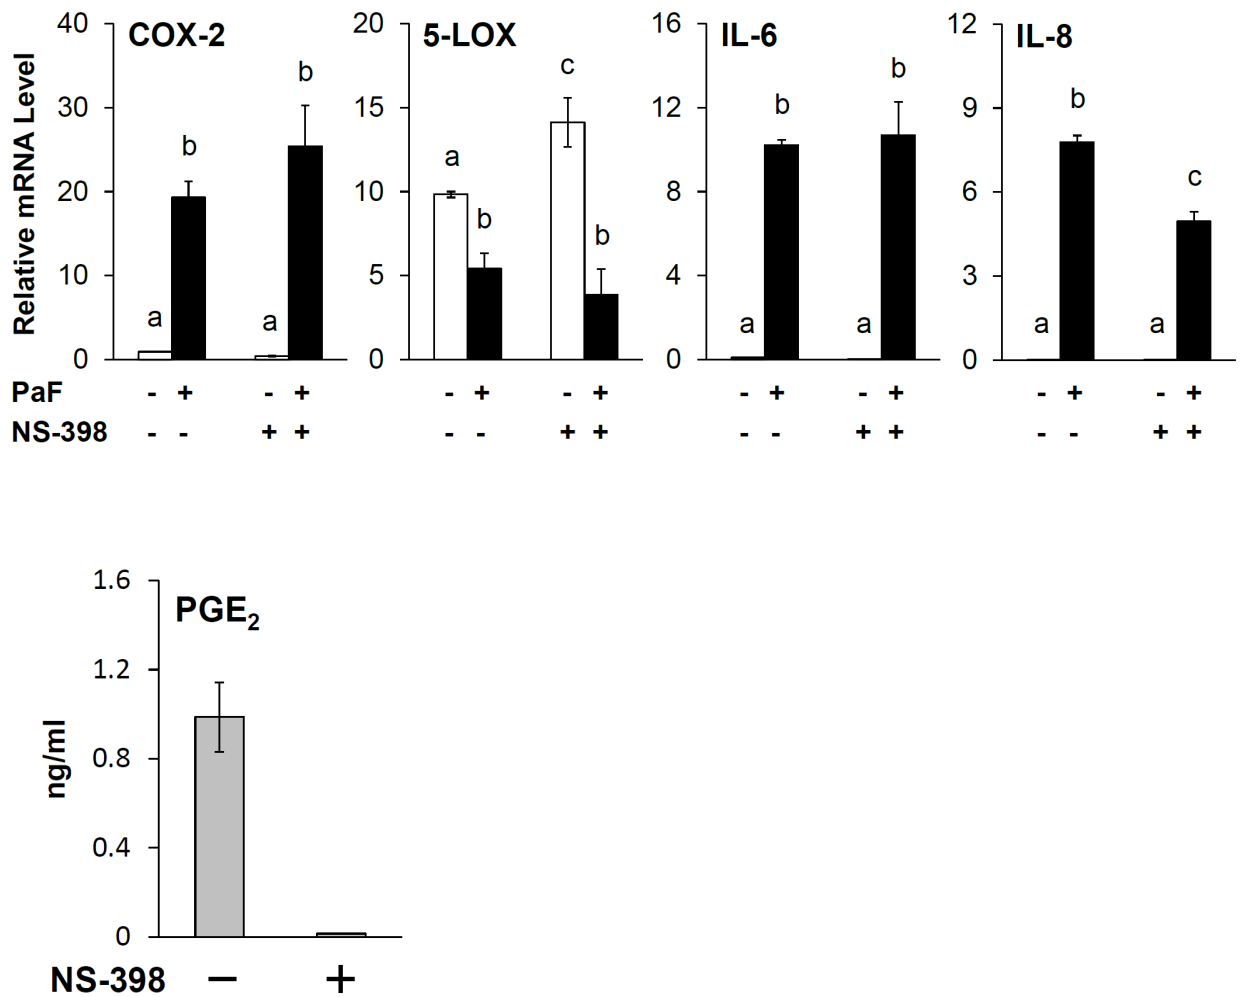 COX-2 5-LOX IL-6 IL-8
Relative mRNA Level
40 30 20 10 0
a b a b
20 15 10 5 0
a b c b
16 12 8 4 0
a b a b
12 9 6 3 0
a b a c
PaF - + - + - + - + - + - + - + - +
NS-398 - - + + - - + + - - + + - - + +
PGE2
ng/ml
1.6
1.2
0.8
0.4
0
NS-398 − +